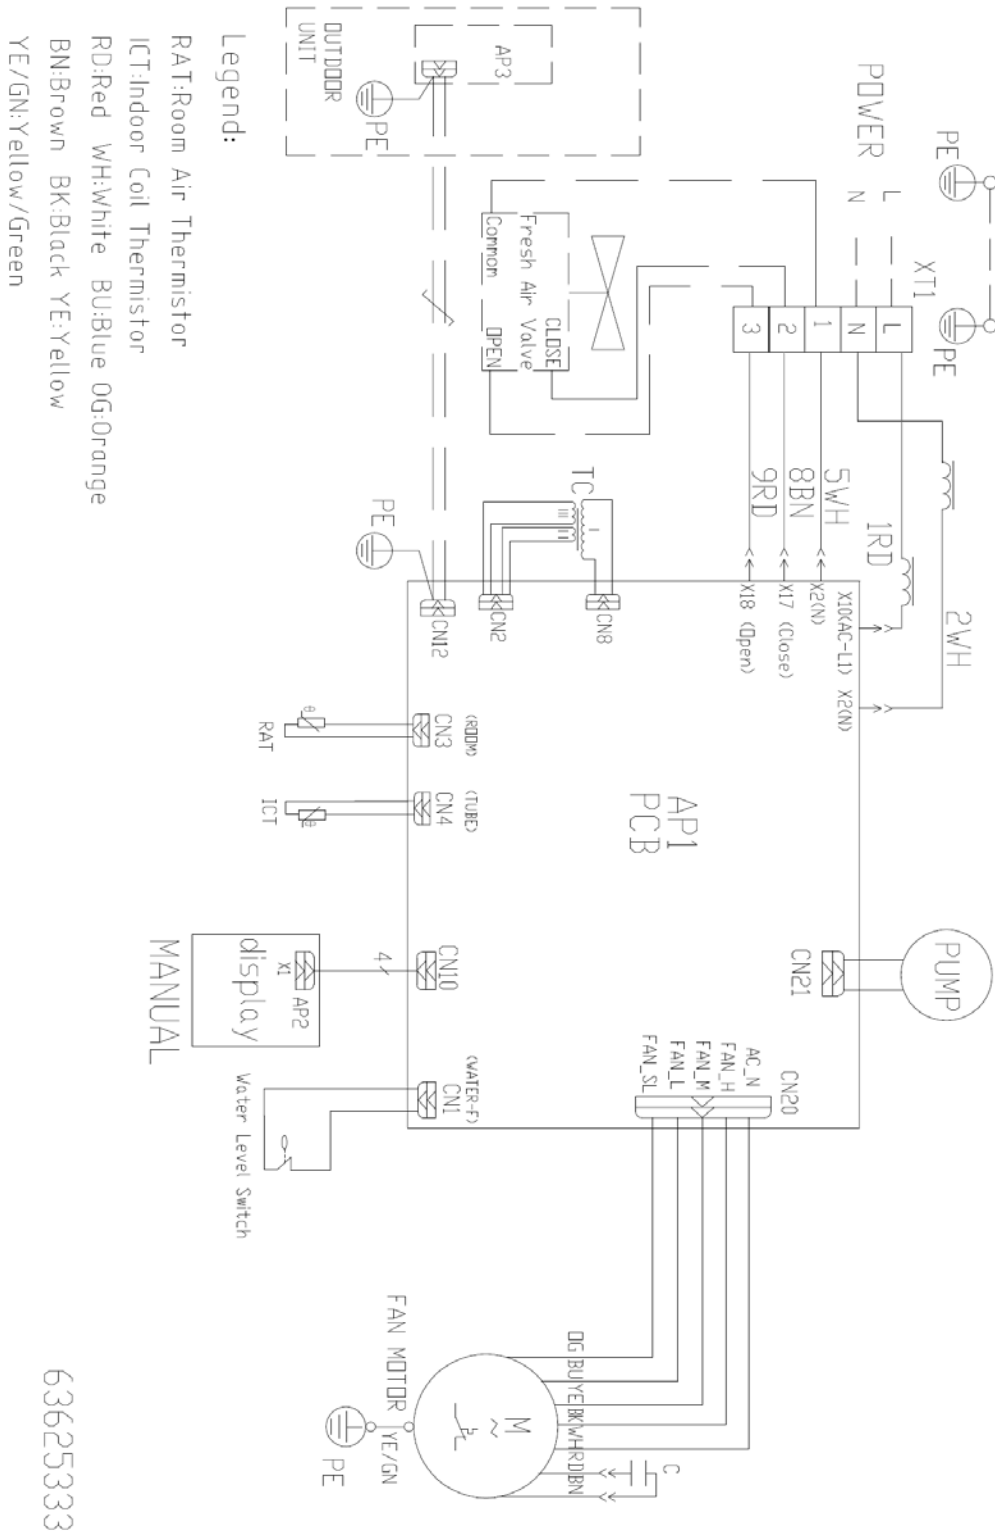 POWER
L
N
PE
PE
XT1
L
N
1
2
3
AP3
OUTDOOR
UNIT
PE
Fresh Air Valve
Commom
CLOSE
OPEN
1RD
2WH
5WH
8BN
9RD
X10(AC-L1)
X2(N)
X2(N)
X17 (Close)
X18 (Open)
TC
CN8
CN2
CN12
PE
AP1
PCB
PUMP
CN21
(ROOM)
CN3
RAT
(TUBE)
CN4
ICT
θ
θ
CN10
4
AP2
X1
display
MANUAL
(WATER-F)
CN1
Water Level Switch
CN20
AC_N
FAN_H
FAN_M
FAN_L
FAN_SL
OG BU YE BK WH RD BN
C
M
~
FAN MOTOR
YE/GN
PE
Legend:
RAT:Room Air Thermistor
ICT:Indoor Coil Thermistor
RD:Red WH:White BU:Blue OG:Orange
BN:Brown BK:Black YE:Yellow
YE/GN:Yellow/Green
63625333